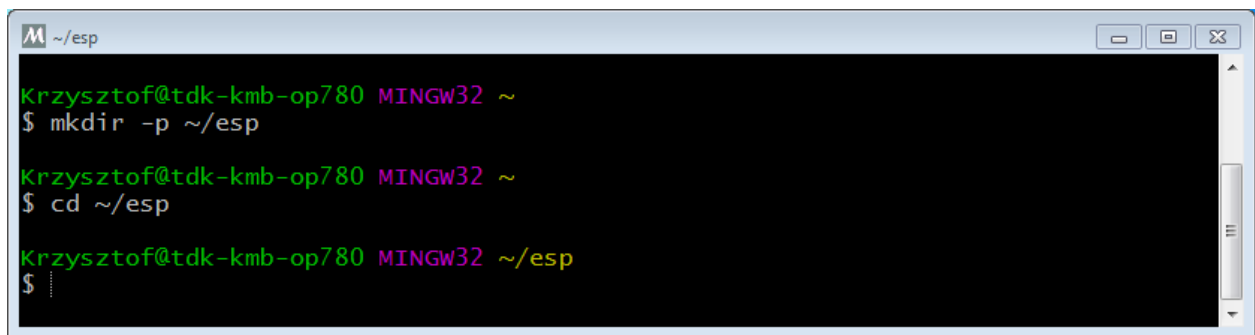 ~/esp
Krzysztof@tdk-kmb-op780 MINGW32 ~
$ mkdir -p ~/esp
Krzysztof@tdk-kmb-op780 MINGW32 ~
$ cd ~/esp
Krzysztof@tdk-kmb-op780 MINGW32 ~/esp
$